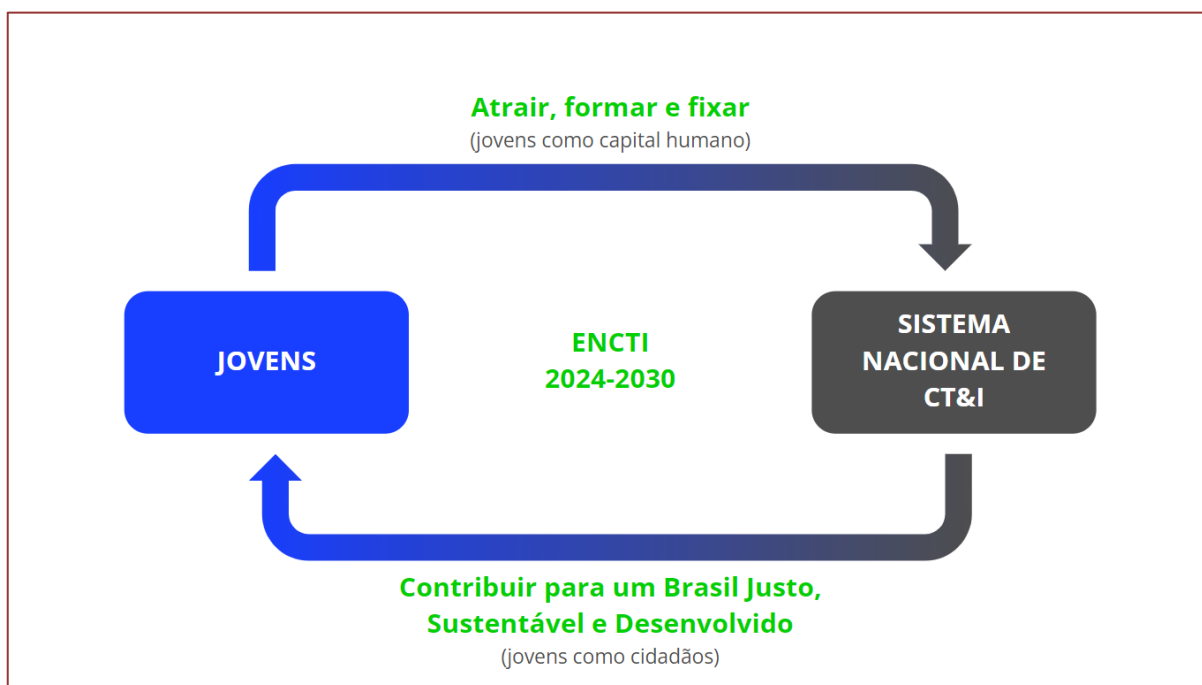 Atrair, formar e fixar
(jovens como capital humano)
JOVENS
ENCTI
2024-2030
SISTEMA
NACIONAL DE
CT&I
Contribuir para um Brasil Justo,
Sustentável e Desenvolvido
(jovens como cidadãos)